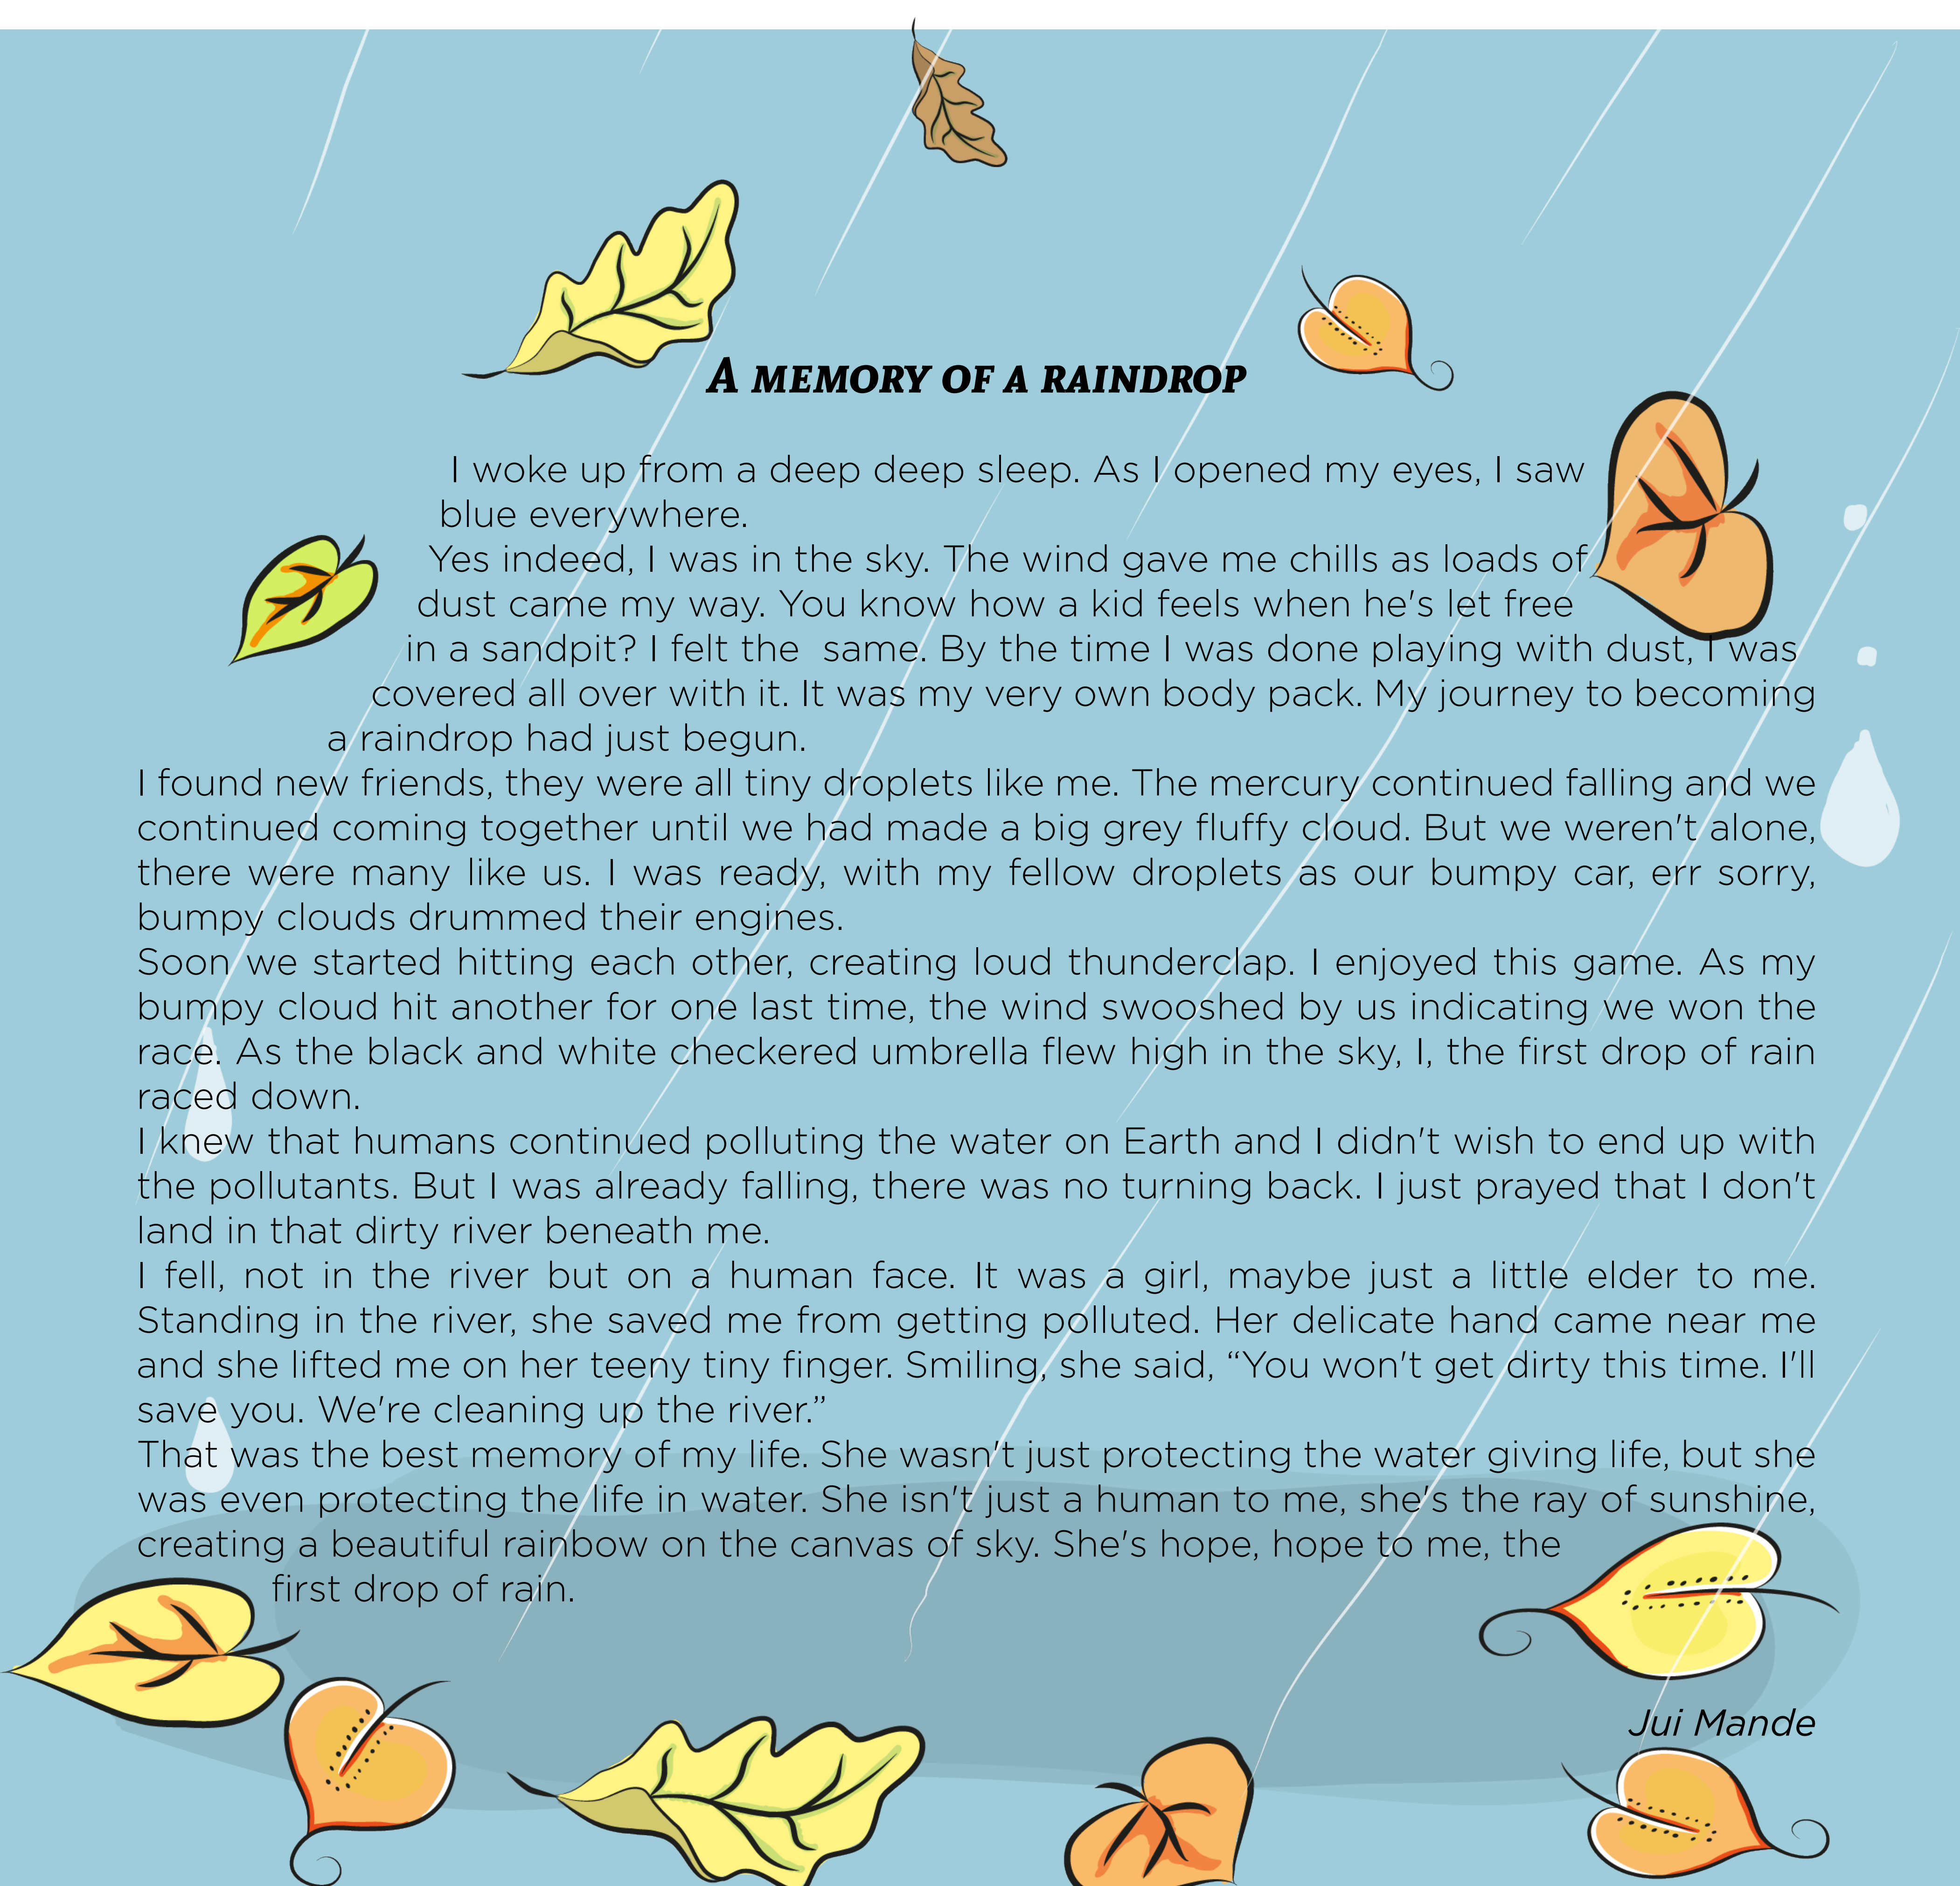 A MEMORY OF A RAINDROP
I woke up from a deep deep sleep. As I opened my eyes, I saw
blue everywhere.
Yes indeed, I was in the sky. The wind gave me chills as loads of
dust came my way. You know how a kid feels when he's let free
in a sandpit? I felt the  same. By the time I was done playing with dust, I was
covered all over with it. It was my very own body pack. My journey to becoming
a raindrop had just begun.
I found new friends, they were all tiny droplets like me. The mercury continued falling and we
continued coming together until we had made a big grey fluffy cloud. But we weren't alone,
there were many like us. I was ready, with my fellow droplets as our bumpy car, err sorry,
bumpy clouds drummed their engines.
Soon we started hitting each other, creating loud thunderclap. I enjoyed this game. As my
bumpy cloud hit another for one last time, the wind swooshed by us indicating we won the
race. As the black and white checkered umbrella flew high in the sky, I, the first drop of rain
raced down.
I knew that humans continued polluting the water on Earth and I didn't wish to end up with
the pollutants. But I was already falling, there was no turning back. I just prayed that I don't
land in that dirty river beneath me.
I fell, not in the river but on a human face. It was a girl, maybe just a little elder to me.
Standing in the river, she saved me from getting polluted. Her delicate hand came near me
and she lifted me on her teeny tiny finger. Smiling, she said, “You won't get dirty this time. I'll
save you. We're cleaning up the river.”
That was the best memory of my life. She wasn't just protecting the water giving life, but she
was even protecting the life in water. She isn't just a human to me, she's the ray of sunshine,
creating a beautiful rainbow on the canvas of sky. She's hope, hope to me, the
first drop of rain.
Jui Mande